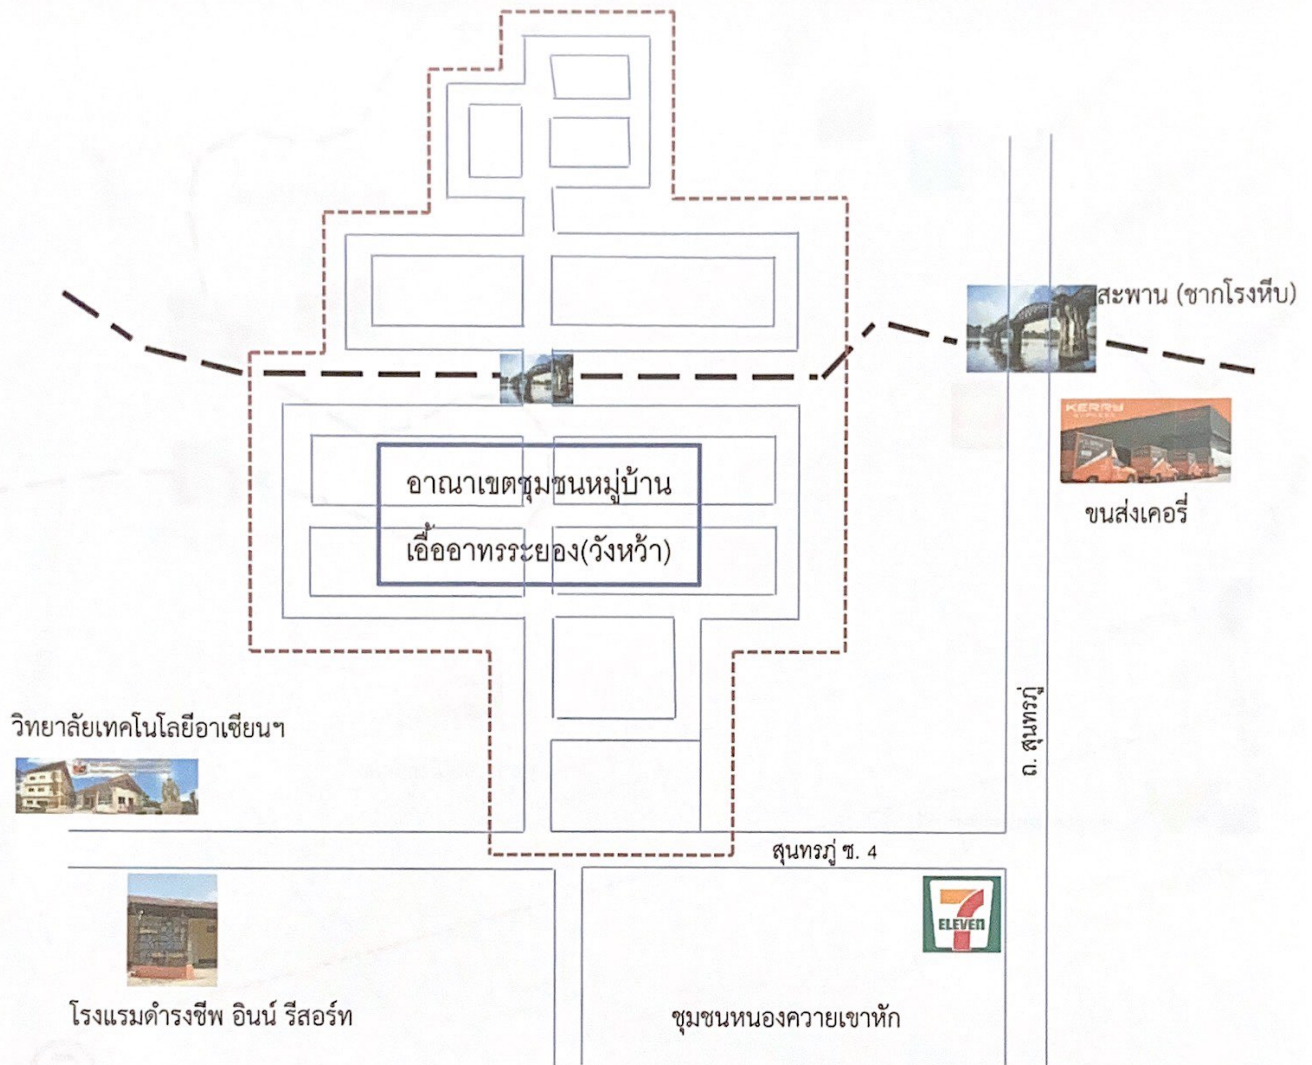 สะพาน (ชากโรงหีบ)
KERRY
EXPRESS
ขนส่งเคอรี่
อาณาเขตชุมชนหมู่บ้าน
เอื้ออาทรระยอง(วังหว้า)
ถ. สุนทรภู่
วิทยาลัยเทคโนโลยีอาเซียนฯ
สุนทรภู่ ซ. 4
7
ELEVEn
โรงแรมดำรงชีพ อินน์ รีสอร์ท
ชุมชนหนองควายเขาหัก